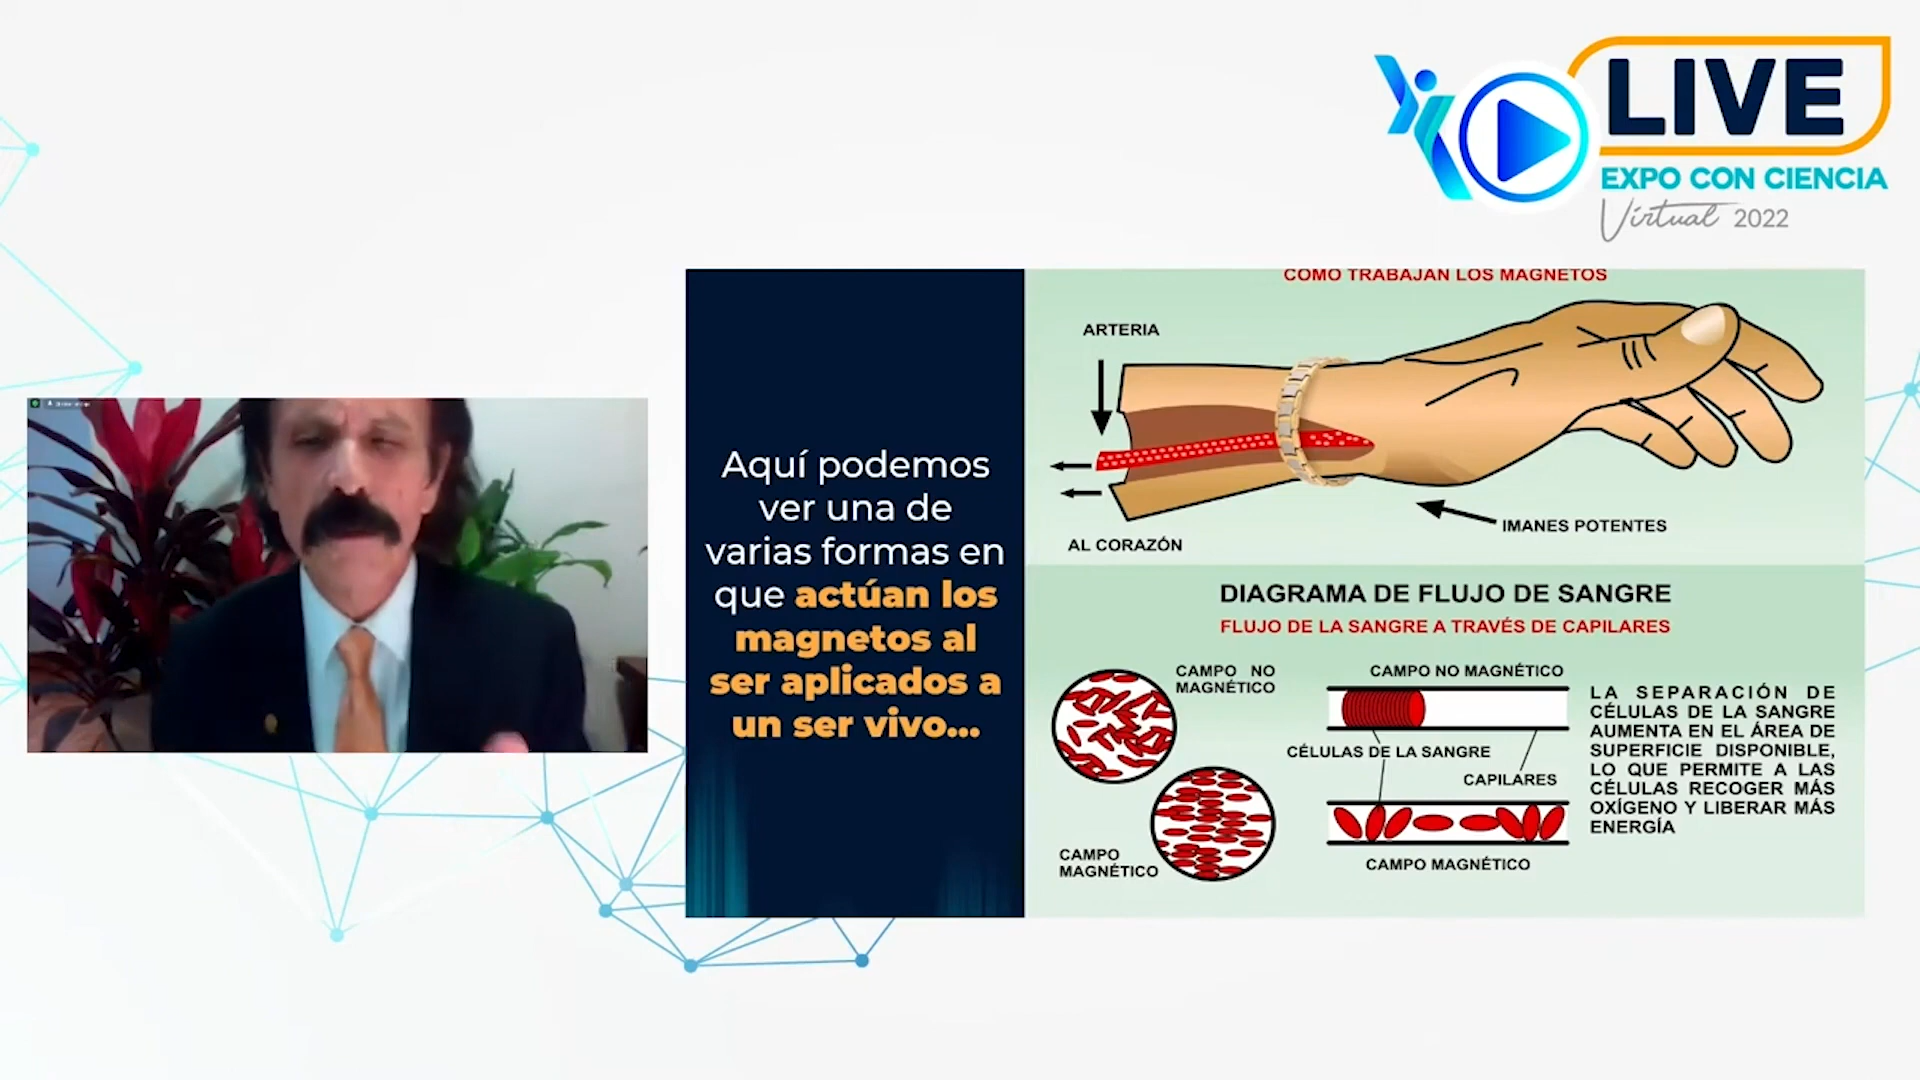 LIVE
EXPO CON CIENCIA
Virtual 2022
Aquí podemos
ver una de
varias formas en
que actúan los
magnetos al
ser aplicados a
un ser vivo...
COMO TRABAJAN LOS MAGNETOS
ARTERIA
IMANES POTENTES
AL CORAZÓN
DIAGRAMA DE FLUJO DE SANGRE
FLUJO DE LA SANGRE A TRAVÉS DE CAPILARES
CAMPO NO
MAGNÉTICO
CAMPO NO MAGNÉTICO
CÉLULAS DE LA SANGRE
CAPILARES
CAMPO
MAGNÉTICO
CAMPO MAGNÉTICO
LA SEPARACIÓN DE
CÉLULAS DE LA SANGRE
AUMENTA EN EL ÁREA DE
SUPERFICIE DISPONIBLE,
LO QUE PERMITE A LAS
CÉLULAS RECOGER MÁS
OXÍGENO Y LIBERAR MÁS
ENERGÍA